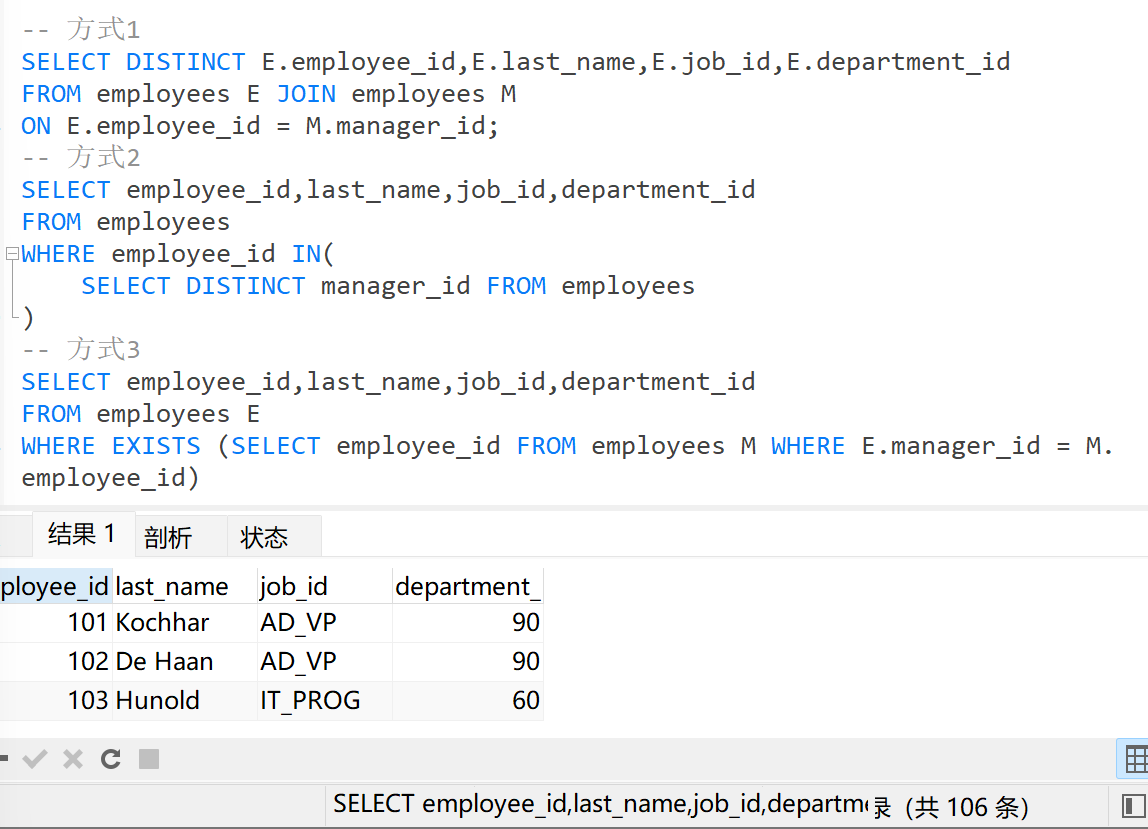 -- 方式1
SELECT DISTINCT E.employee_id,E.last_name,E.job_id,E.department_id
FROM employees E JOIN employees M
ON E.employee_id = M.manager_id;
-- 方式2
SELECT employee_id,last_name,job_id,department_id
FROM employees
WHERE employee_id IN(
    SELECT DISTINCT manager_id FROM employees
)
-- 方式3
SELECT employee_id,last_name,job_id,department_id
FROM employees E
WHERE EXISTS (SELECT employee_id FROM employees M WHERE E.manager_id = M.
employee_id)
结果 1 剖析 状态
ployee_id last_name job_id department_
101 Kochhar AD_VP 90
102 De Haan AD_VP 90
103 Hunold IT_PROG 60
SELECT employee_id,last_name,job_id,departme录 (共 106 条)